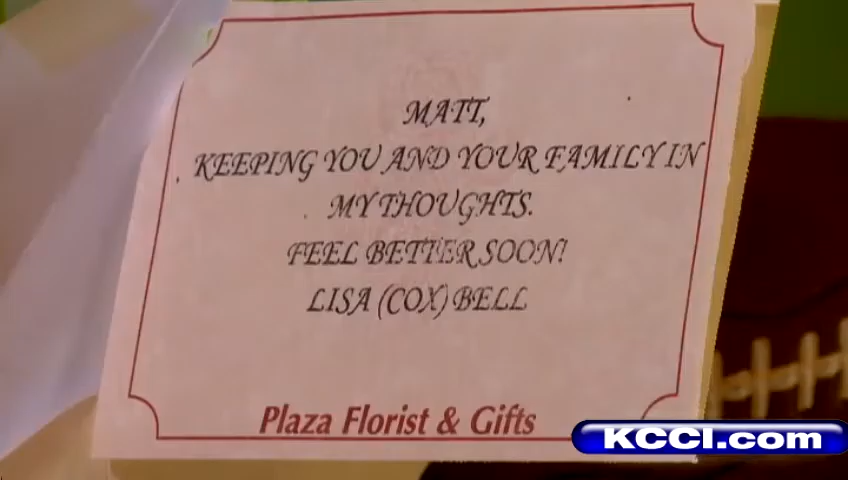 MATT,
KEEPING YOU AND YOUR FAMILY IN
MY THOUGHTS.
FEEL BETTER SOON!
LISA (COX) BELL
Plaza Florist & Gifts
KCCI.com